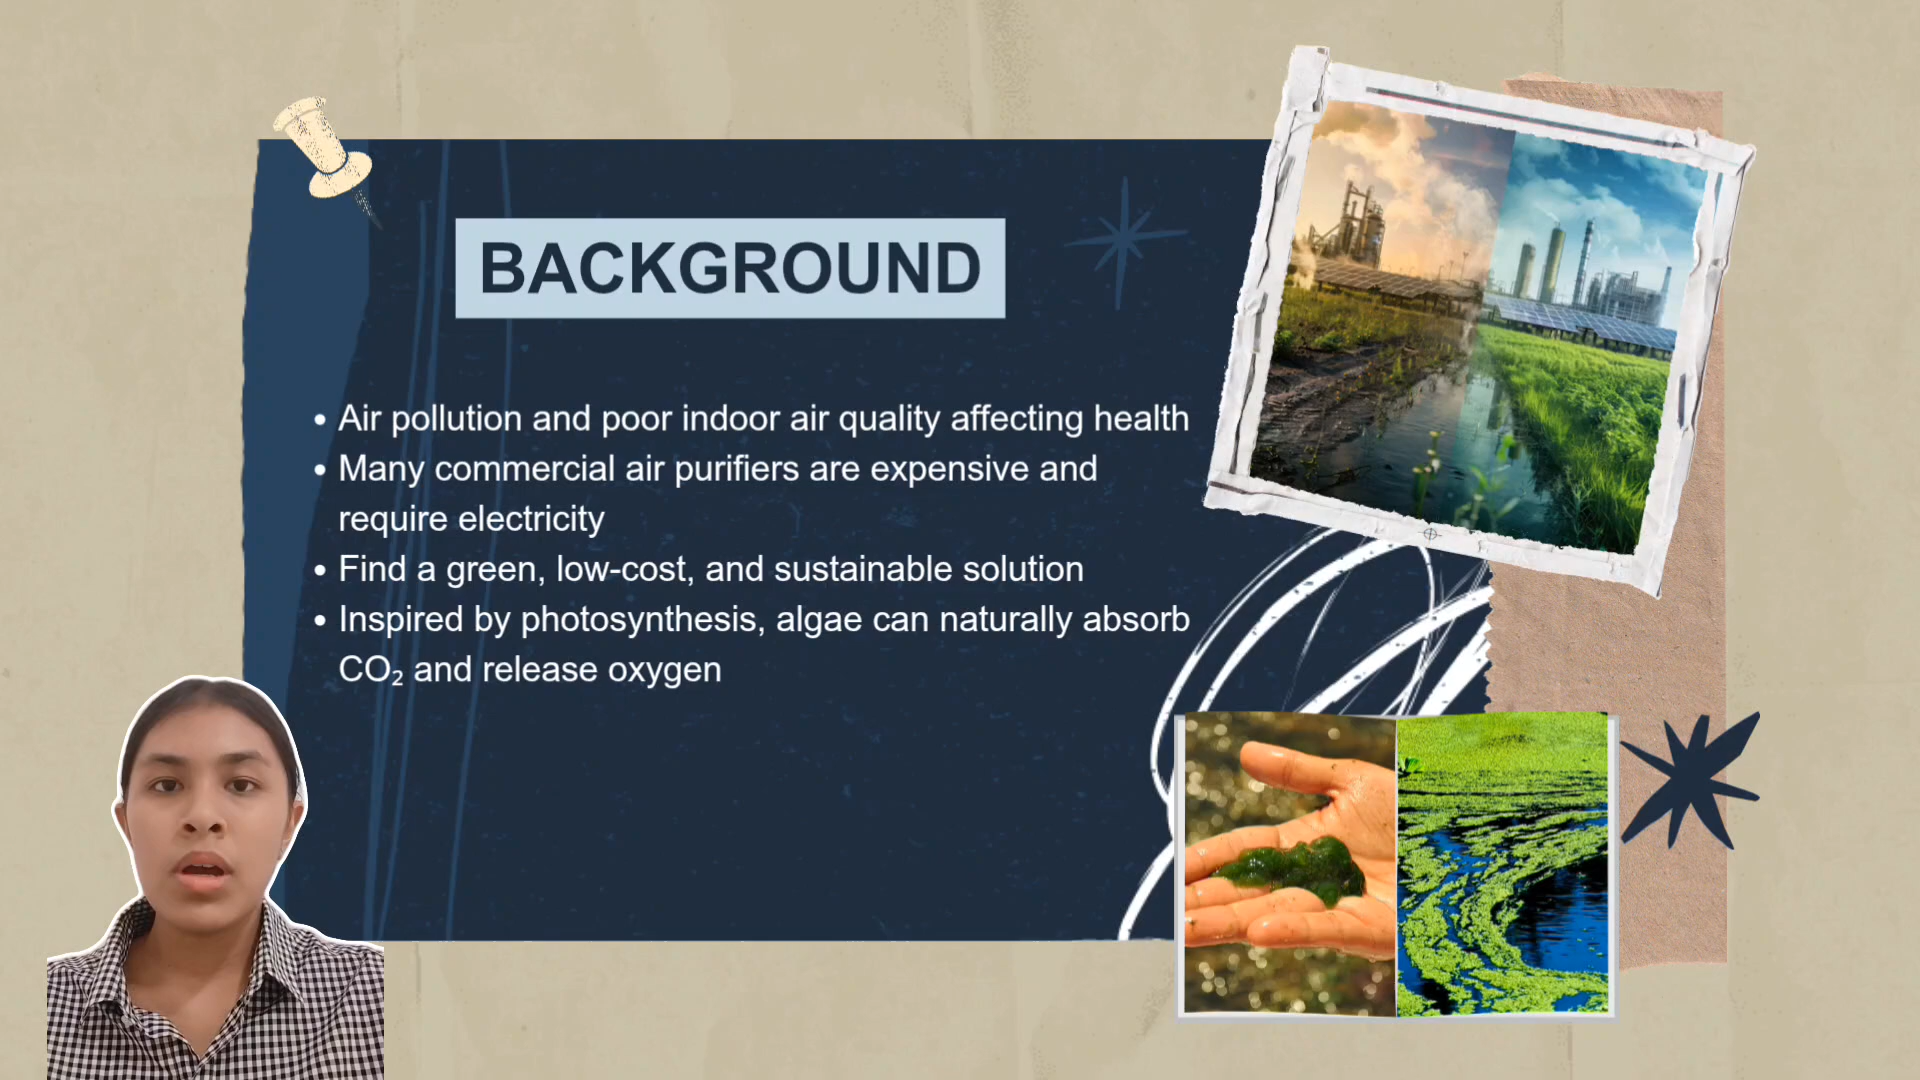 BACKGROUND
• Air pollution and poor indoor air quality affecting health
• Many commercial air purifiers are expensive and
require electricity
• Find a green, low-cost, and sustainable solution
• Inspired by photosynthesis, algae can naturally absorb
CO₂ and release oxygen